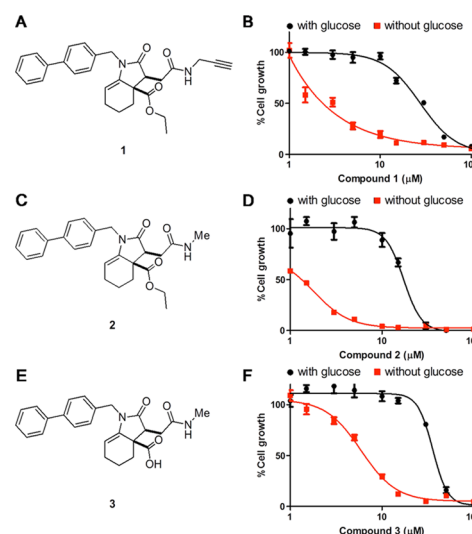 A
N
O
O
N
H
O
O
1
B
with glucose without glucose
% Cell growth
100
50
0
1 10 100
Compound 1 (μM)
C
N
O
O
N
H
Me
O
O
2
D
with glucose without glucose
% Cell growth
100
50
0
1 10
Compound 2 (μM)
E
N
O
O
N
H
Me
O
OH
3
F
with glucose without glucose
% Cell growth
100
50
0
1 10
Compound 3 (μM)